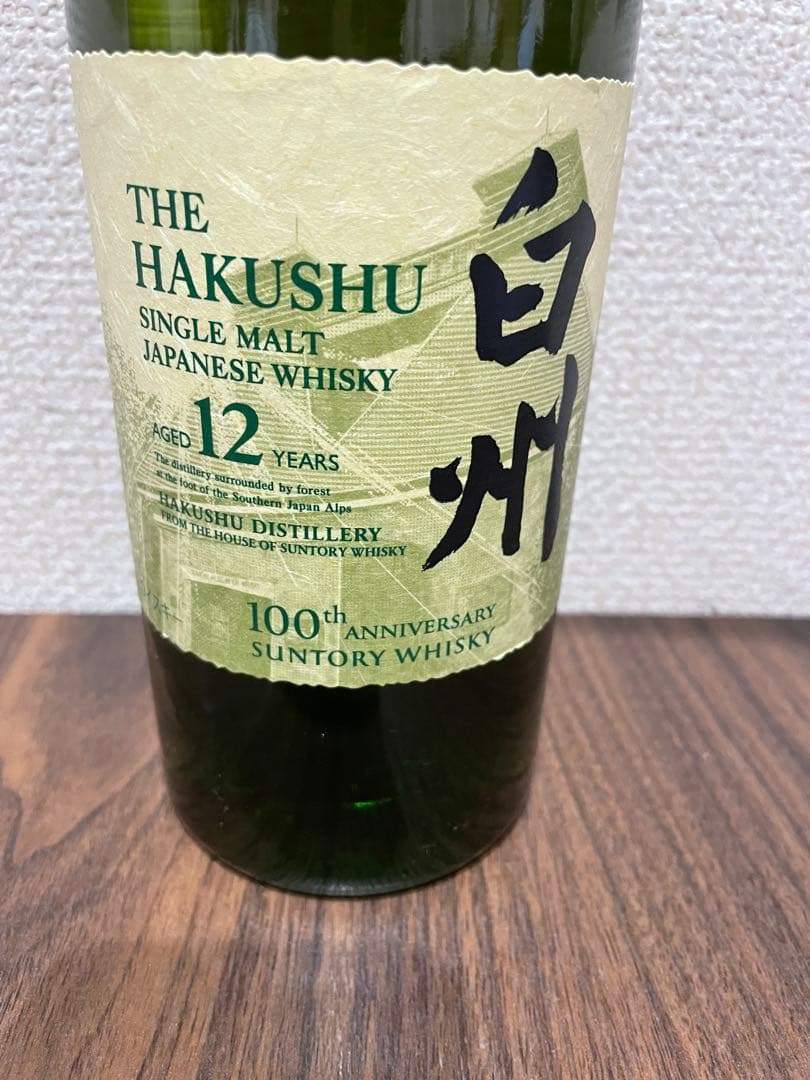 THE
HAKUSHU
SINGLE MALT
JAPANESE WHISKY
AGED 12 YEARS
The distillery surrounded by forest
at the foot of the Southern Japan Alps
HAKUSHU DISTILLERY
FROM THE HOUSE OF SUNTORY WHISKY
100th ANNIVERSARY
SUNTORY WHISKY
白州